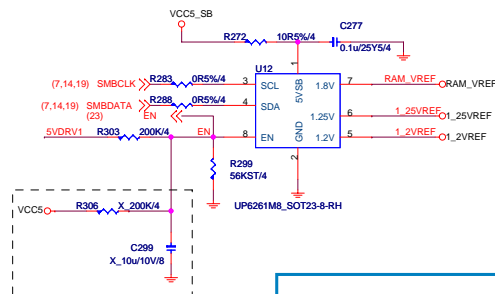 VCC5_SB
R272 10R5%/4
C277
0.1u/25Y5/4
U12
(7,14,19) SMBCLK R283 0R5%/4 3 SCL 5VSB 1 1.8V 7 RAM_VREF RAM_VREF
(7,14,19) SMBDATA R288 0R5%/4 4 SDA 1.25V 6 1_25VREF 1_25VREF
(23) EN
5VDRV1 R303 200K/4 EN 8 EN GND 2 1.2V 5 1_2VREF 1_2VREF
R299
56KST/4
UP6261M8_SOT23-8-RH
VCC5 R306 X_200K/4
C299
X_10u/10V/8